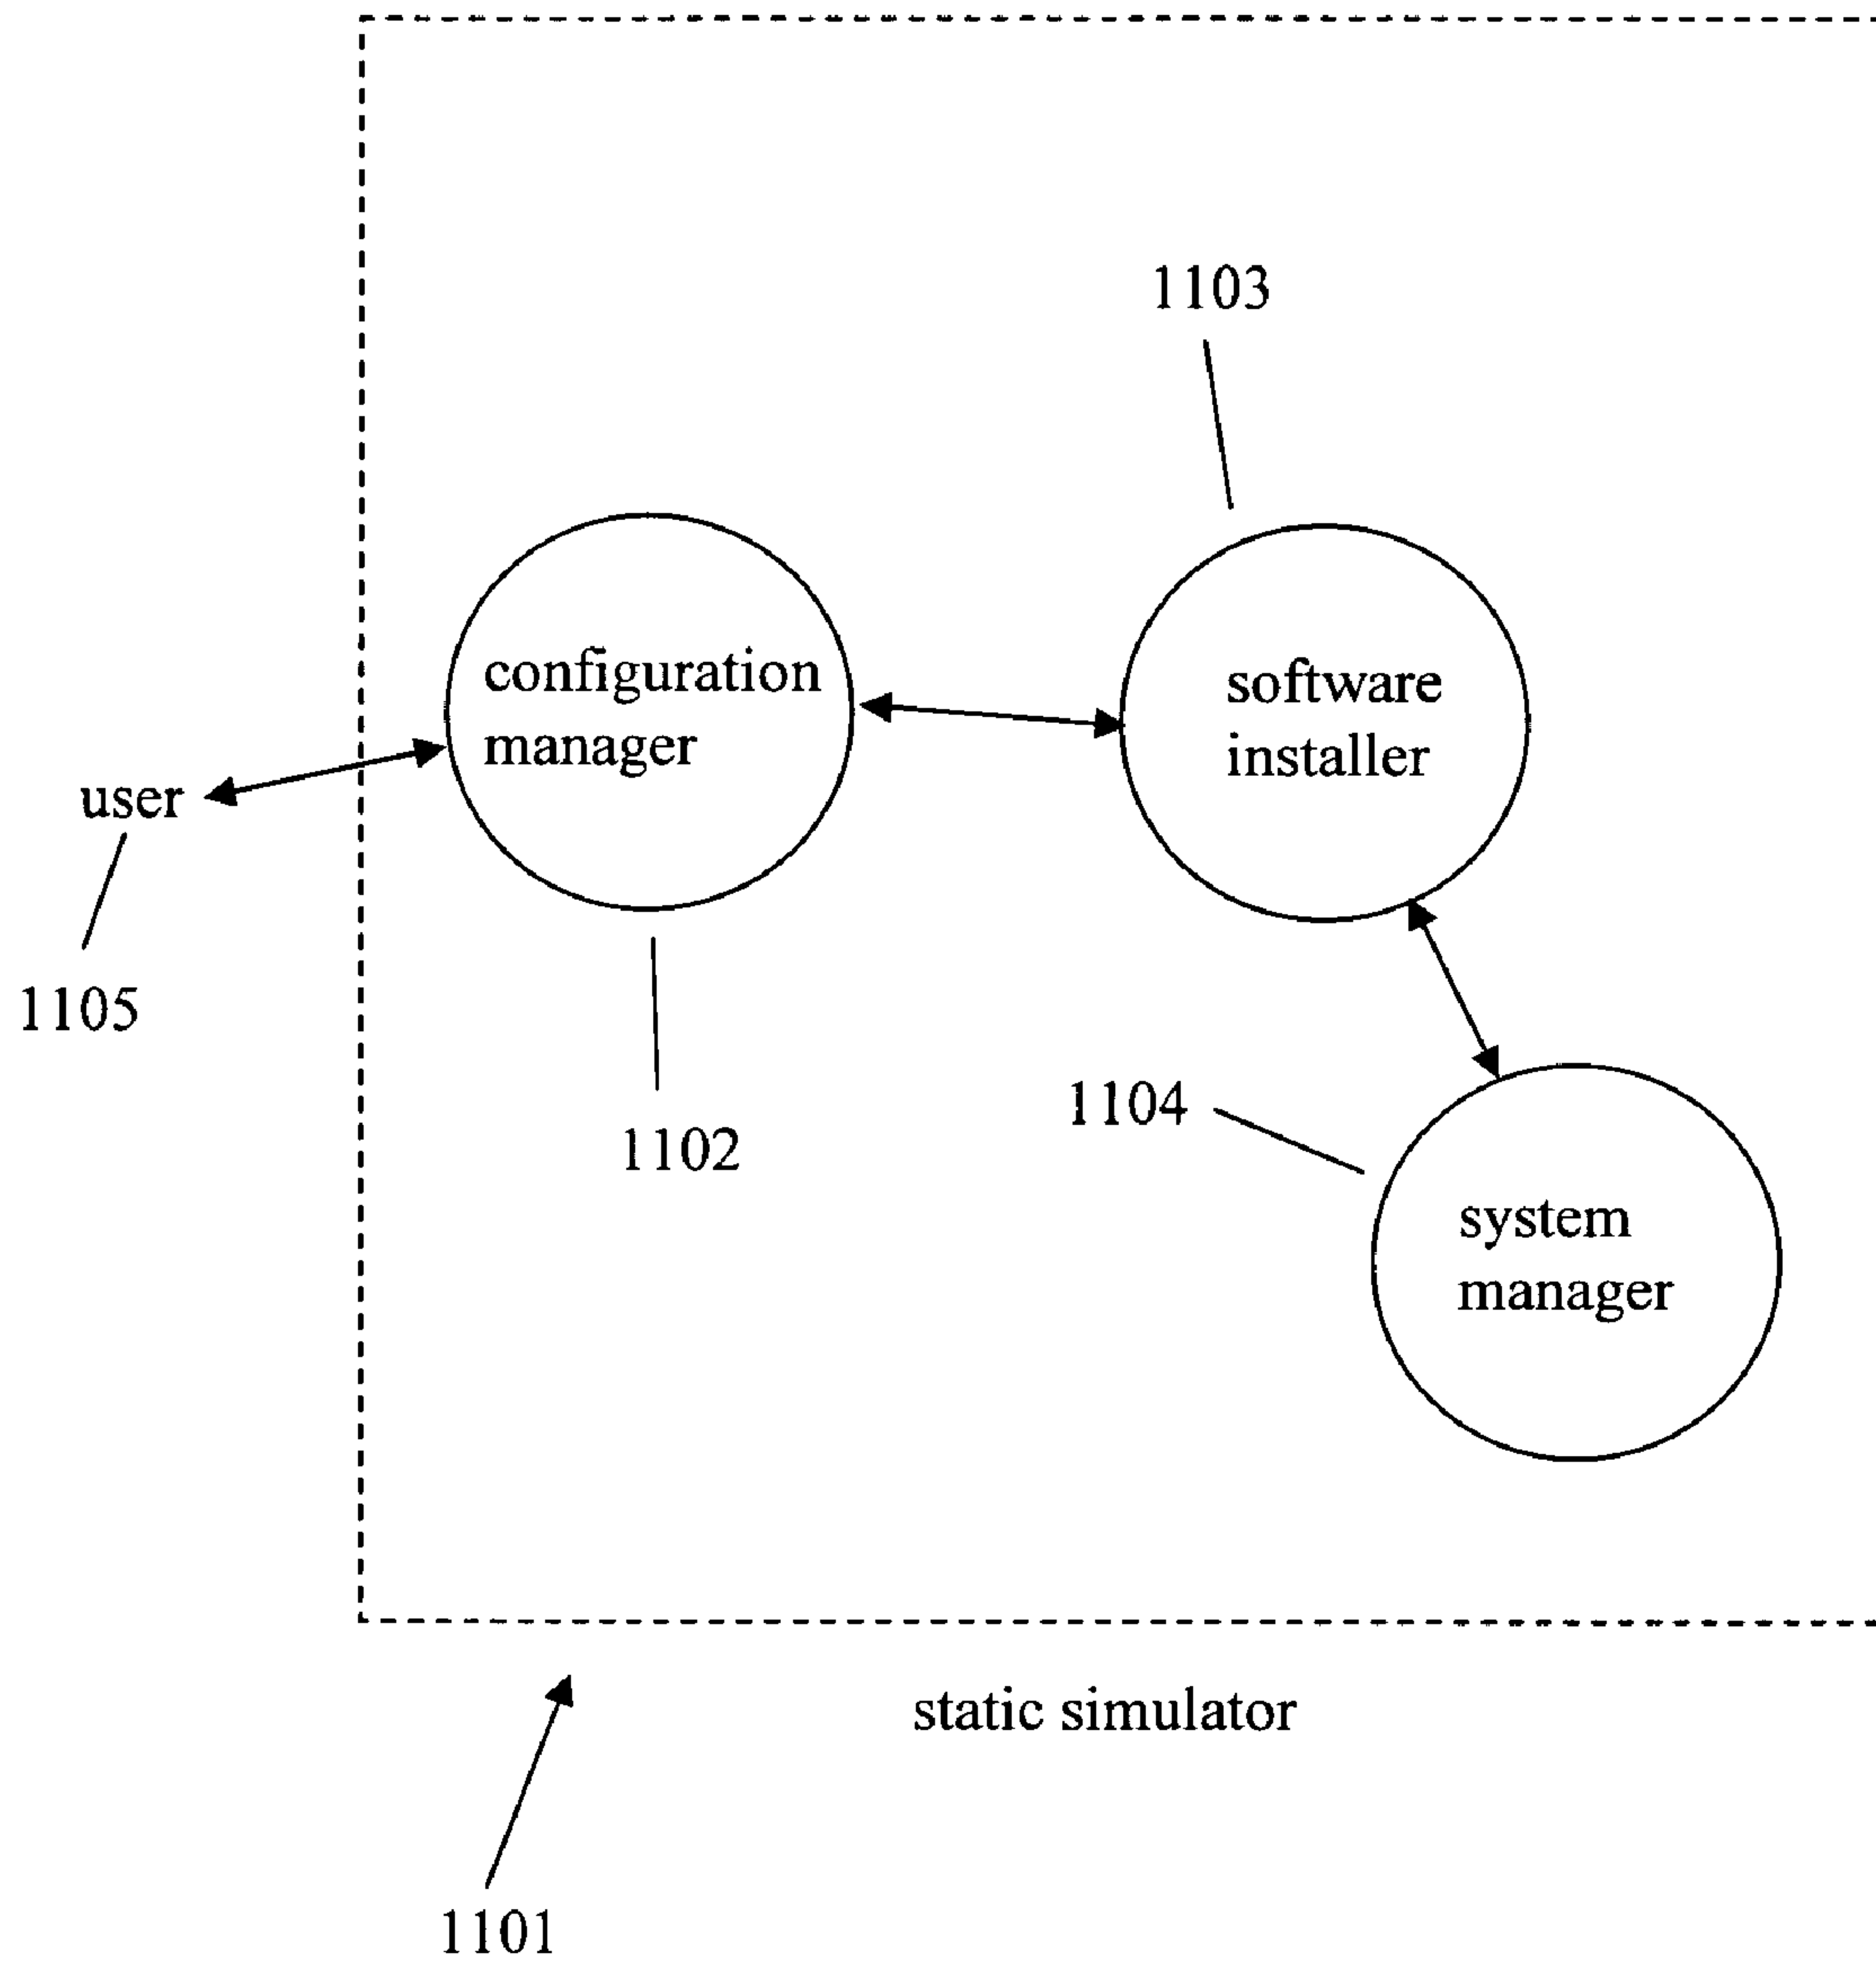 1103
configuration
manager
software
installer
user
1105
1102
1104
system
manager
static simulator
1101